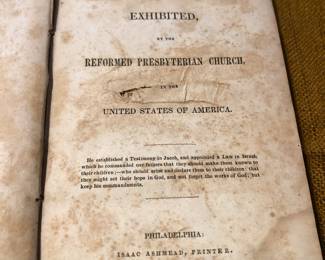 EXHIBITED,
BY THE
REFORMED PRESBYTERIAN CHURCH,
IN THE
UNITED STATES OF AMERICA.
He established a Testimony in Jacob, and appointed a Law in Israel,
which he commanded our fathers that they should make them known to
their children;—who should arise and declare them to their children: that
they might set their hope in God, and not forget the works of God; but
keep his commandments.
PHILADELPHIA:
ISAAC ASHMEAD, PRINTER.